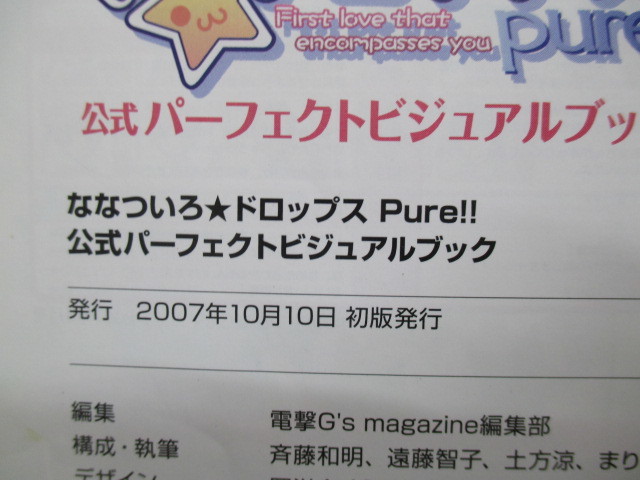 First love that
encompasses you
pure
公式パーフェクトビジュアルブッ
ななついろ★ドロップス Pure!!
公式パーフェクトビジュアルブック
発行 2007年10月10日 初版発行
編集 電撃G's magazine編集部
構成・執筆 斉藤和明、遠藤智子、土方涼、まり
デザイン